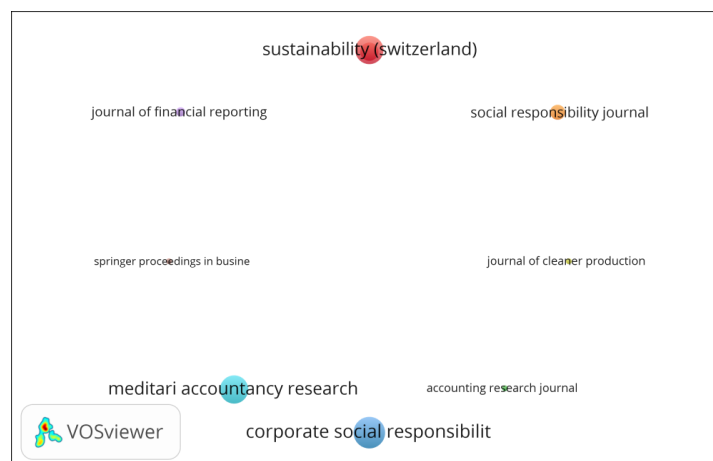 sustainability (switzerland)
journal of financial reporting
social responsibility journal
springer proceedings in busine
journal of cleaner production
meditari accountancy research
accounting research journal
corporate social responsibilit
VOSviewer